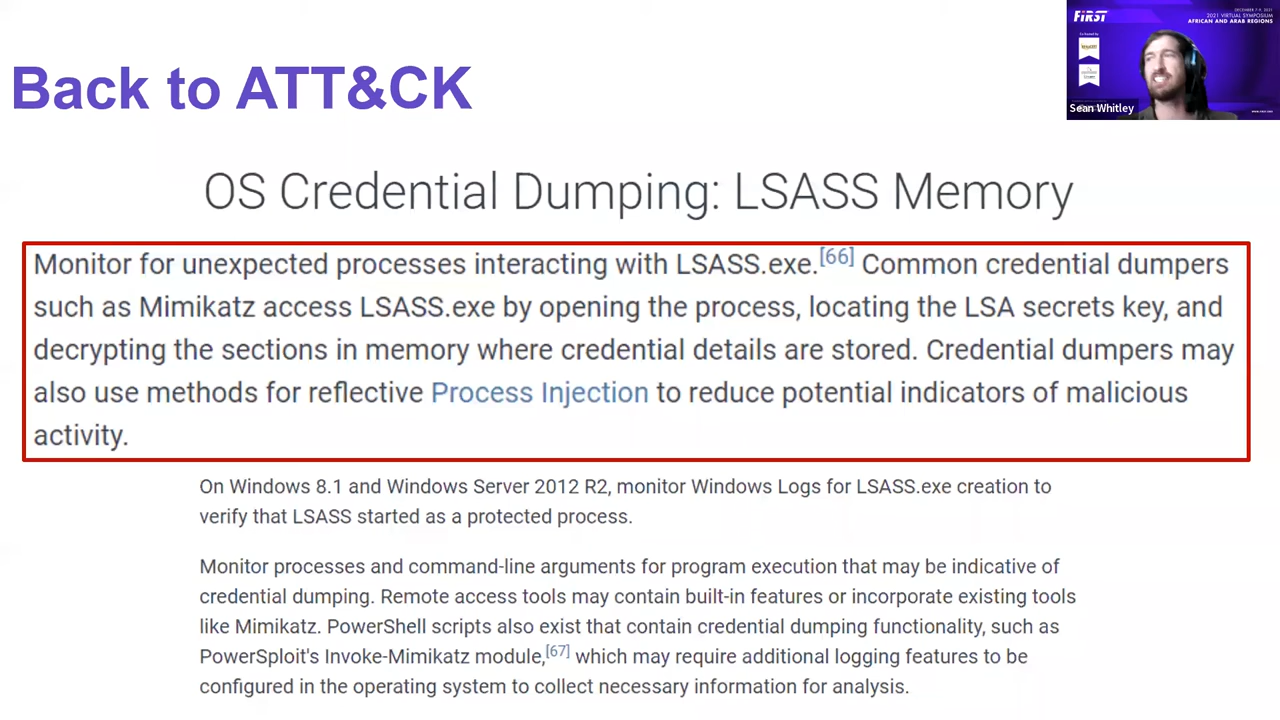 Back to ATT&CK
FiRST
DECEMBER 7-9, 2021
2021 VIRTUAL SYMPOSIUM
AFRICAN AND ARAB REGIONS
Sean Whitley
OS Credential Dumping: LSASS Memory
Monitor for unexpected processes interacting with LSASS.exe.[66] Common credential dumpers
such as Mimikatz access LSASS.exe by opening the process, locating the LSA secrets key, and
decrypting the sections in memory where credential details are stored. Credential dumpers may
also use methods for reflective Process Injection to reduce potential indicators of malicious
activity.
On Windows 8.1 and Windows Server 2012 R2, monitor Windows Logs for LSASS.exe creation to
verify that LSASS started as a protected process.
Monitor processes and command-line arguments for program execution that may be indicative of
credential dumping. Remote access tools may contain built-in features or incorporate existing tools
like Mimikatz. PowerShell scripts also exist that contain credential dumping functionality, such as
PowerSploit's Invoke-Mimikatz module,[67] which may require additional logging features to be
configured in the operating system to collect necessary information for analysis.